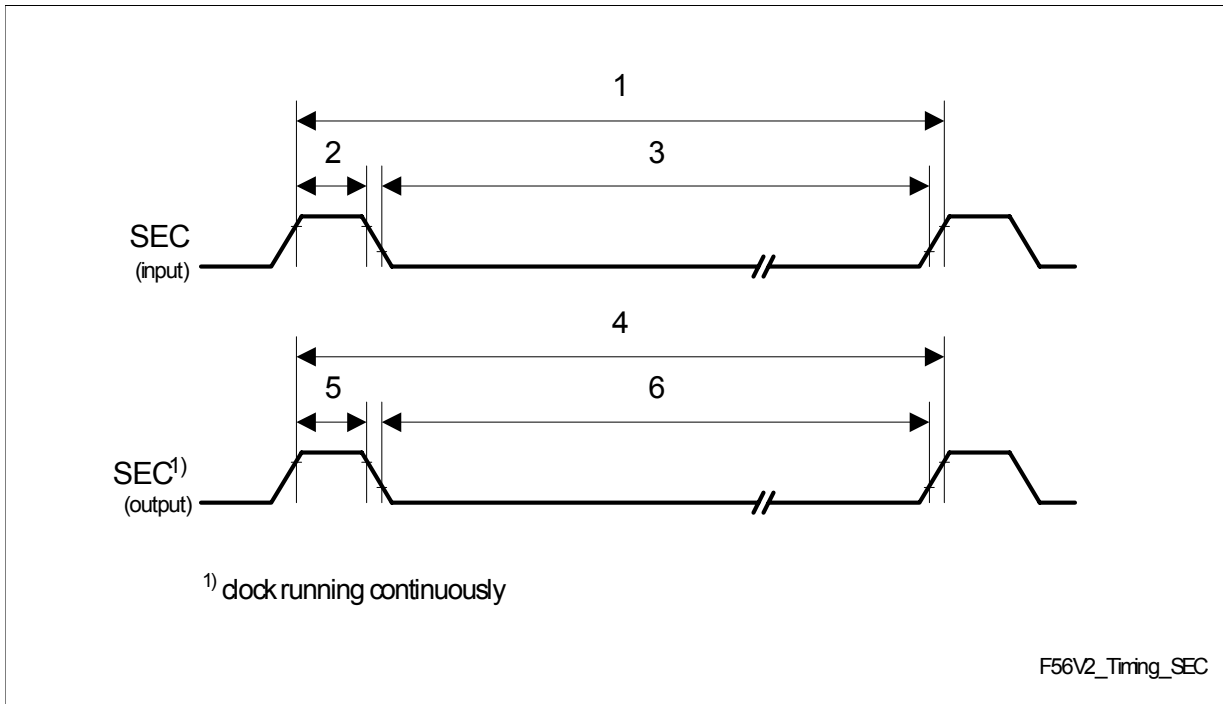 1
2 3
SEC
(input)
4
5 6
SEC1)
(output)
1) clock running continuously
F56V2_Timing_SEC